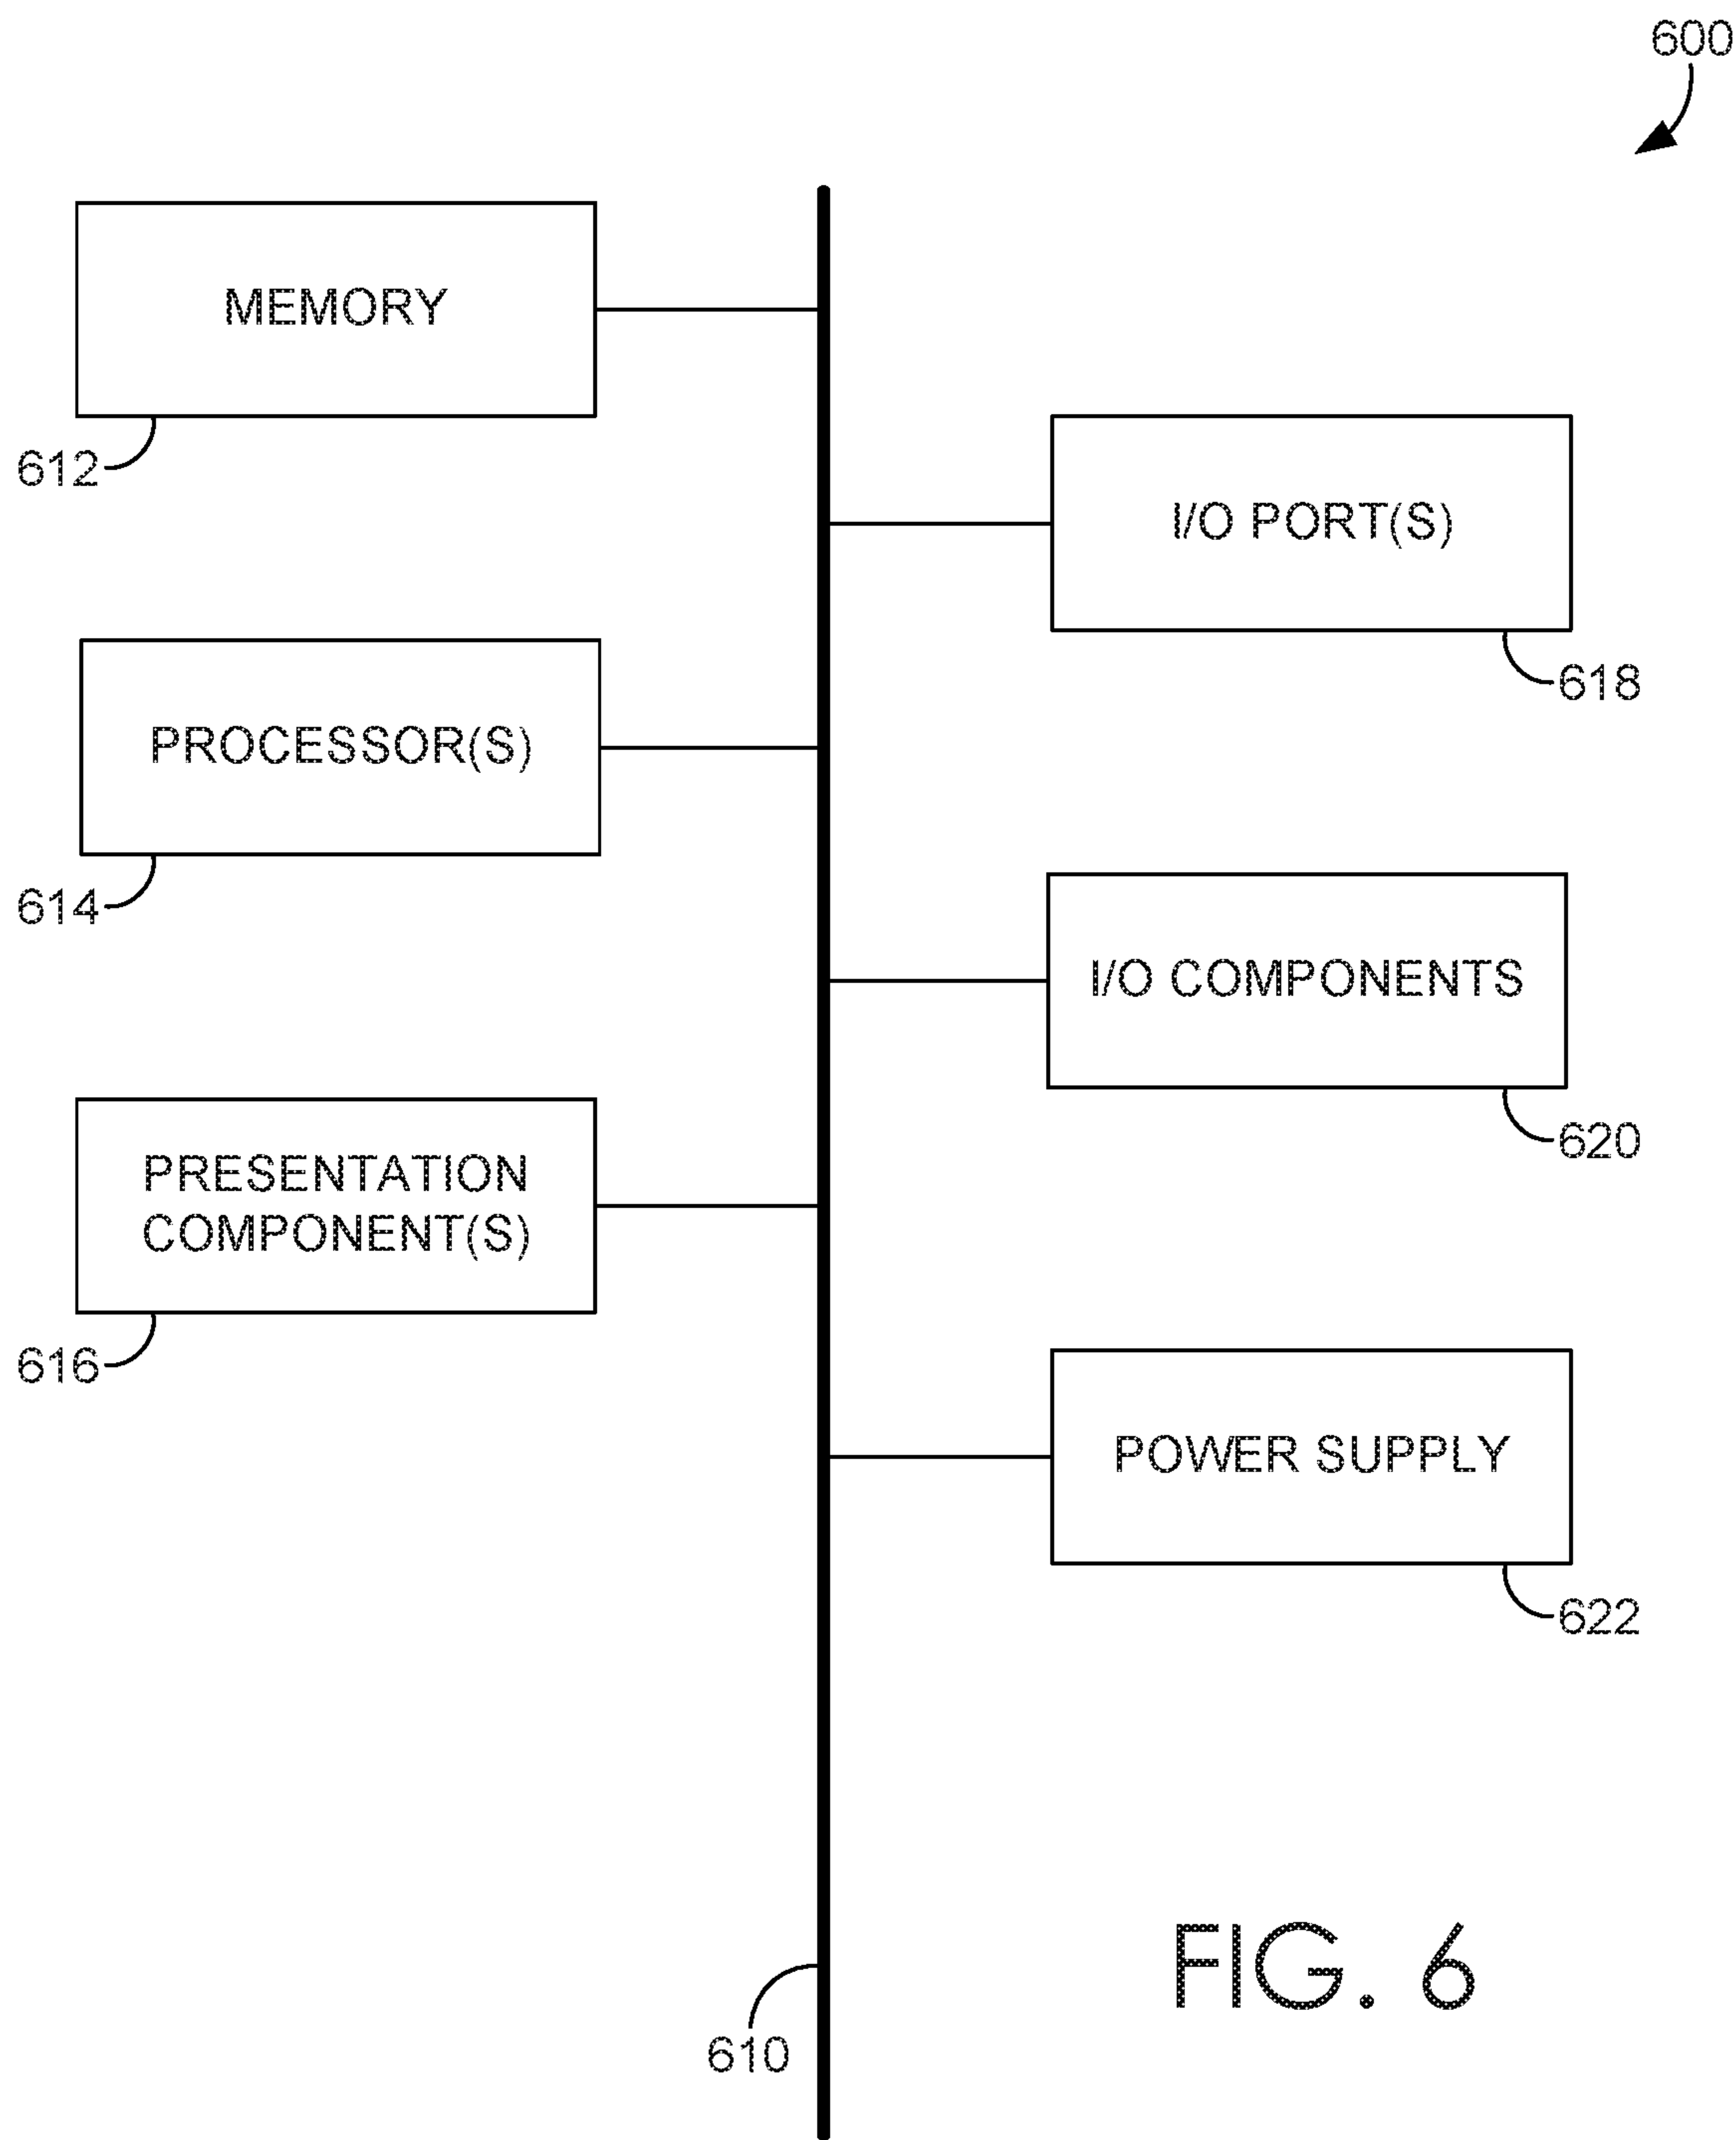 600
MEMORY
612
I/O PORT(S)
618
PROCESSOR(S)
614
I/O COMPONENTS
620
PRESENTATION
COMPONENT(S)
616
POWER SUPPLY
622
610
FIG. 6